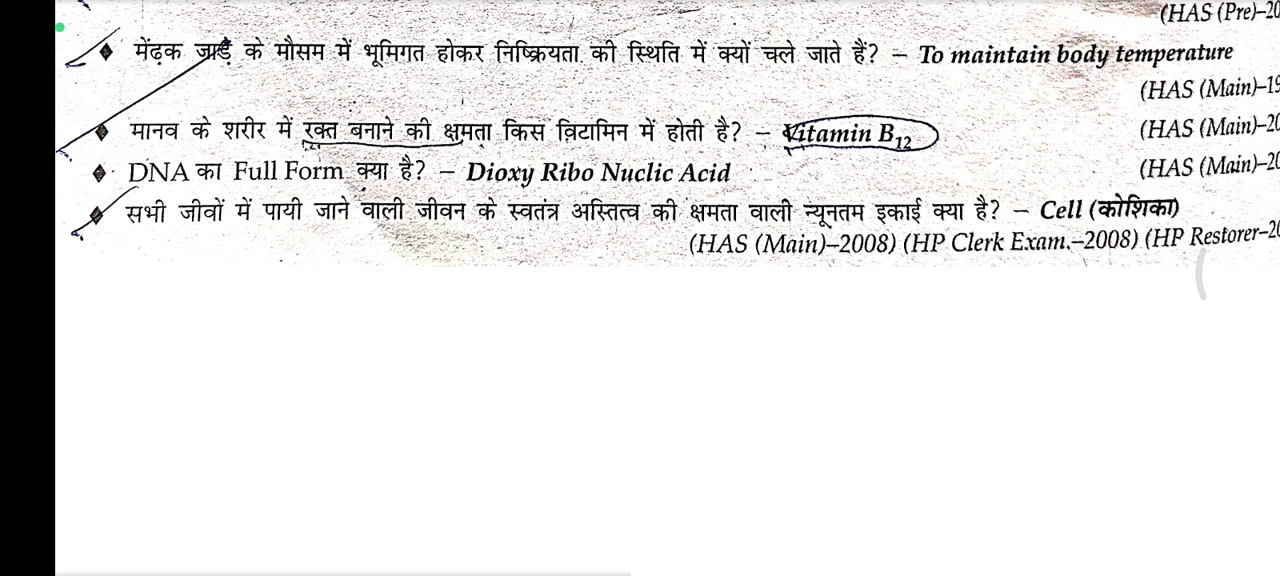 (HAS (Pre)–20
मेंढ़क जाड़े के मौसम में भूमिगत होकर निष्क्रियता की स्थिति में क्यों चले जाते हैं? – To maintain body temperature
(HAS (Main)–19
मानव के शरीर में रक्त बनाने की क्षमता किस विटामिन में होती है? – Vitamin B12 (HAS (Main)–20
DNA का Full Form क्या है? – Dioxy Ribo Nuclic Acid (HAS (Main)–20
सभी जीवों में पायी जाने वाली जीवन के स्वतंत्र अस्तित्व की क्षमता वाली न्यूनतम इकाई क्या है? – Cell (कोशिका)
(HAS (Main)–2008) (HP Clerk Exam.–2008) (HP Restorer–20